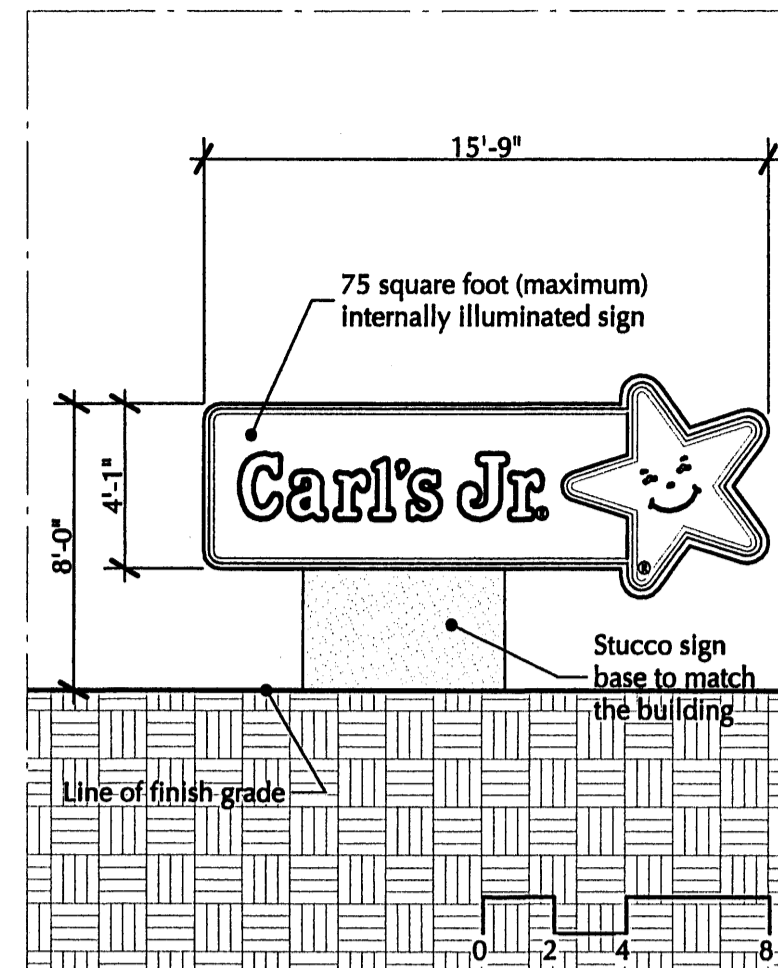 15'-9"
75 square foot (maximum)
internally illuminated sign
8'-0"
4'-1"
Carl's Jr.®
®
Stucco sign
base to match
the building
Line of finish grade
0 2 4 8